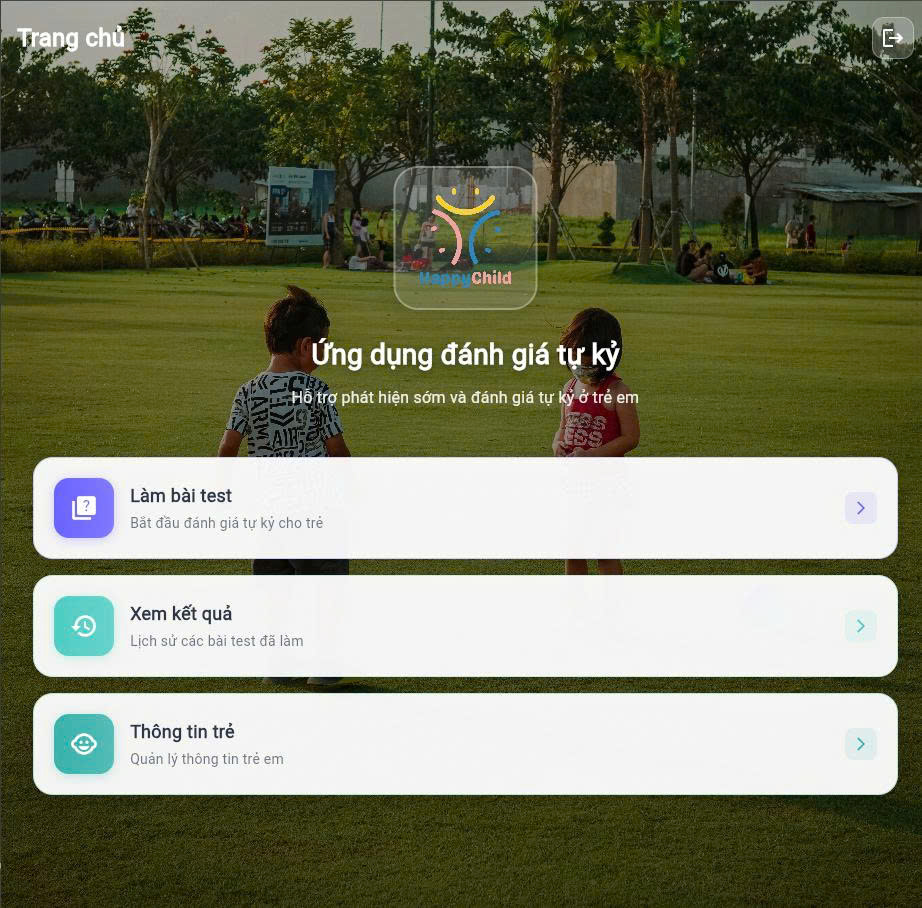 Trang chủ
HappyChild
Ứng dụng đánh giá tự kỷ
Hỗ trợ phát hiện sớm và đánh giá tự kỷ ở trẻ em
Làm bài test
Bắt đầu đánh giá tự kỷ cho trẻ
Xem kết quả
Lịch sử các bài test đã làm
Thông tin trẻ
Quản lý thông tin trẻ em